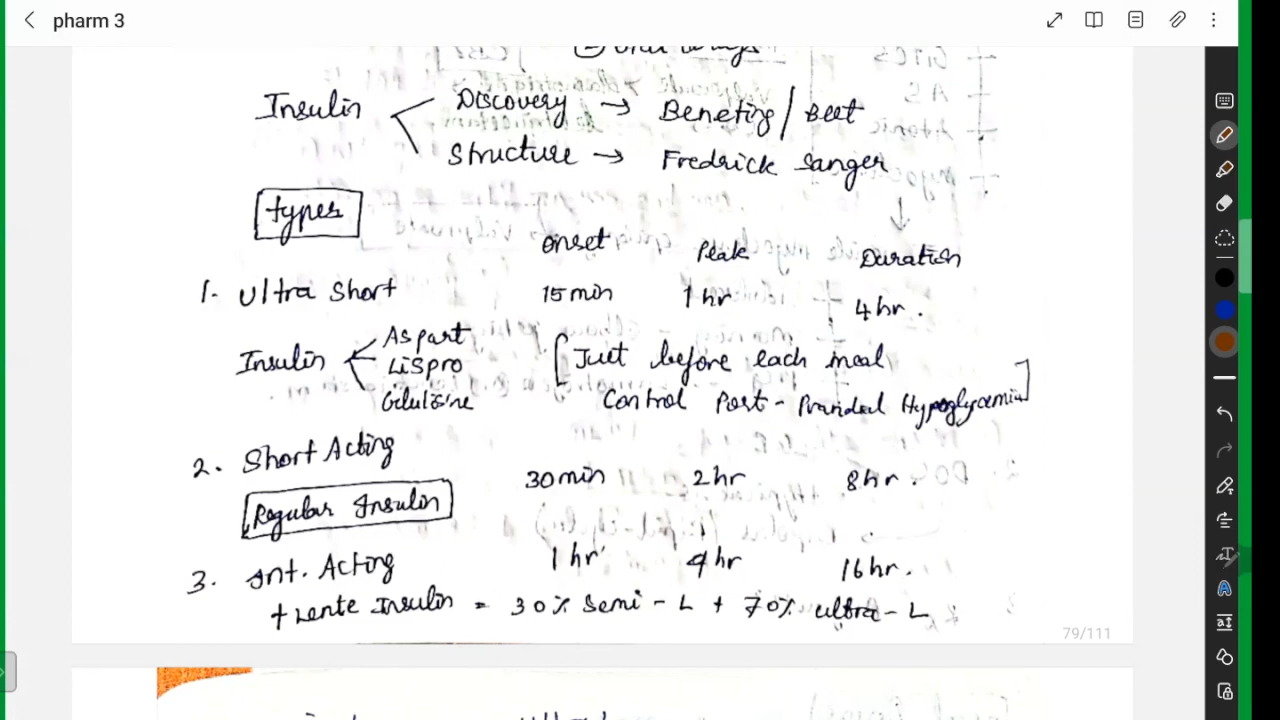 pharm 3
Insulin
Discovery → Beneting / Beet
Structure → Fredrick Sanger
Types
onset Peak Duration
1. Ultra Short 15 min 1 hr 4 hr.
Insulin
Aspart
Lispro
Just before each meal
Control Post-Prandial
2. Short Acting
30 min 2 hr 8 hr.
Regular Insulin
3. Int. Acting 1 hr 4 hr 16 hr.
+ Lente Insulin = 30% Semi-L + 70% ultra-L
79/111